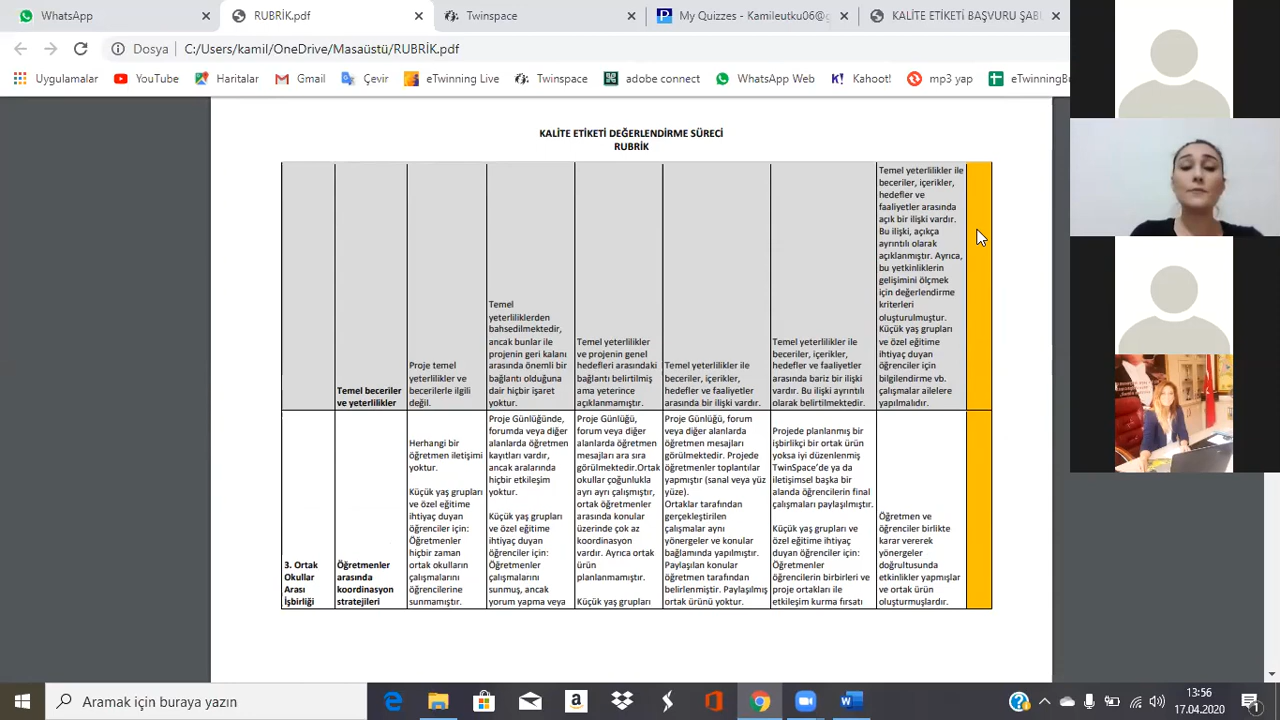 WhatsApp
RUBRİK.pdf
Twinspace
My Quizzes - Kamileutku06@g
KALİTE ETİKETİ BAŞVURU ŞABI
Dosya
C:/Users/kamil/OneDrive/Masaüstü/RUBRİK.pdf
Uygulamalar
YouTube
Haritalar
Gmail
Çevir
eTwinning Live
Twinspace
adobe connect
WhatsApp Web
Kahoot!
mp3 yap
eTwinningBo
KALİTE ETİKETİ DEĞERLENDİRME SÜRECİ
RUBRİK
Temel beceriler
ve yeterlilikler
Proje temel
yeterlilikler ve
becerilerle ilgili
değil.
Temel
yeterliliklerden
bahsedilmektedir,
ancak bunlar ile
projenin geri kalanı
arasında önemli bir
bağlantı olduğuna
dair hiçbir işaret
yoktur.
Temel yeterlilikler
ve projenin genel
hedefleri arasındaki
bağlantı belirtilmiş
ama yeterince
açıklanmamıştır.
Temel yeterlilikler ile
beceriler, içerikler,
hedefler ve faaliyetler
arasında bir ilişki vardır.
Temel yeterlilikler ile
beceriler, içerikler,
hedefler ve faaliyetler
arasında bariz bir ilişki
vardır. Bu ilişki ayrıntılı
olarak belirtilmektedir.
Temel yeterlilikler ile
beceriler, içerikler,
hedefler ve
faaliyetler arasında
açık bir ilişki vardır.
Bu ilişki, açıkça
ayrıntılı olarak
açıklanmıştır. Ayrıca,
bu yetkinliklerin
gelişimini ölçmek
için değerlendirme
kriterleri
oluşturulmuştur.
Küçük yaş grupları
ve özel eğitime
ihtiyaç duyan
öğrenciler için
bilgilendirme vb.
çalışmalar ailelere
yapılmalıdır.
3. Ortak
Okullar
Arası
İşbirliği
Öğretmenler
arasında
koordinasyon
stratejileri
Herhangi bir
öğretmen iletişimi
yoktur.
Küçük yaş grupları
ve özel eğitime
ihtiyaç duyan
öğrenciler için:
Öğretmenler
hiçbir zaman
ortak okulların
çalışmalarını
öğrencilerine
sunmamıştır.
Proje Günlüğünde,
forumda veya diğer
alanlarda öğretmen
kayıtları vardır,
ancak aralarında
hiçbir etkileşim
yoktur.
Küçük yaş grupları
ve özel eğitime
ihtiyaç duyan
öğrenciler için:
Öğretmenler
çalışmalarını
sunmuş, ancak
yorum yapma veya
Proje Günlüğü,
forum veya diğer
alanlarda öğretmen
mesajları ara sıra
görülmektedir.Ortak
okullar çoğunlukla
ayrı ayrı çalışmıştır,
ortak öğretmenler
arasında konular
üzerinde çok az
koordinasyon
vardır. Ayrıca ortak
ürün
planlanmamıştır.
Küçük yaş grupları
Proje Günlüğü, forum
veya diğer alanlarda
öğretmen mesajları
görülmektedir. Projede
öğretmenler toplantılar
yapmıştır (sanal veya yüz
yüze).
Ortaklar tarafından
gerçekleştirilen
çalışmalar aynı
yönergeler ve konular
bağlamında yapılmıştır.
Paylaşılan konular
öğretmen tarafından
belirlenmiştir. Paylaşılmış
ortak ürünü yoktur.
Projede planlanmış bir
işbirlikçi bir ortak ürün
yoksa iyi düzenlenmiş
TwinSpace'de ya da
iletişimsel başka bir
alanda öğrencilerin final
çalışmaları paylaşılmıştır.
Küçük yaş grupları ve
özel eğitime ihtiyaç
duyan öğrenciler için:
Öğretmenler
öğrencilerin birbirleri ve
proje ortakları ile
etkileşim kurma fırsatı
Öğretmen ve
öğrenciler birlikte
karar vererek
yönergeler
doğrultusunda
etkinlikler yapmışlar
ve ortak ürün
oluşturmuşlardır.
Aramak için buraya yazın
13:56
17.04.2020